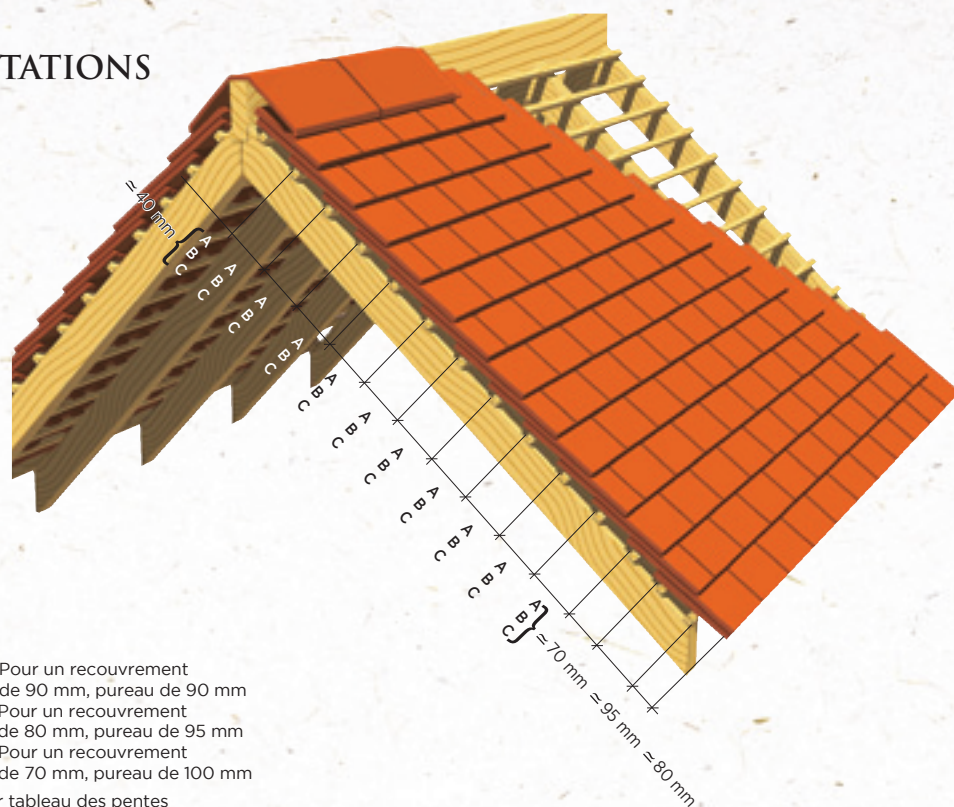 TATIONS
≃ 40 mm
A
B
C
A
B
C
A
B
C
A
B
C
A
B
C
A
B
C
A
B
C
A
B
C
A
B
C
A
B
C
A
B
C
≃ 70 mm
≃ 95 mm
≃ 80 mm
Pour un recouvrement
de 90 mm, pureau de 90 mm
Pour un recouvrement
de 80 mm, pureau de 95 mm
Pour un recouvrement
de 70 mm, pureau de 100 mm
r tableau des pentes